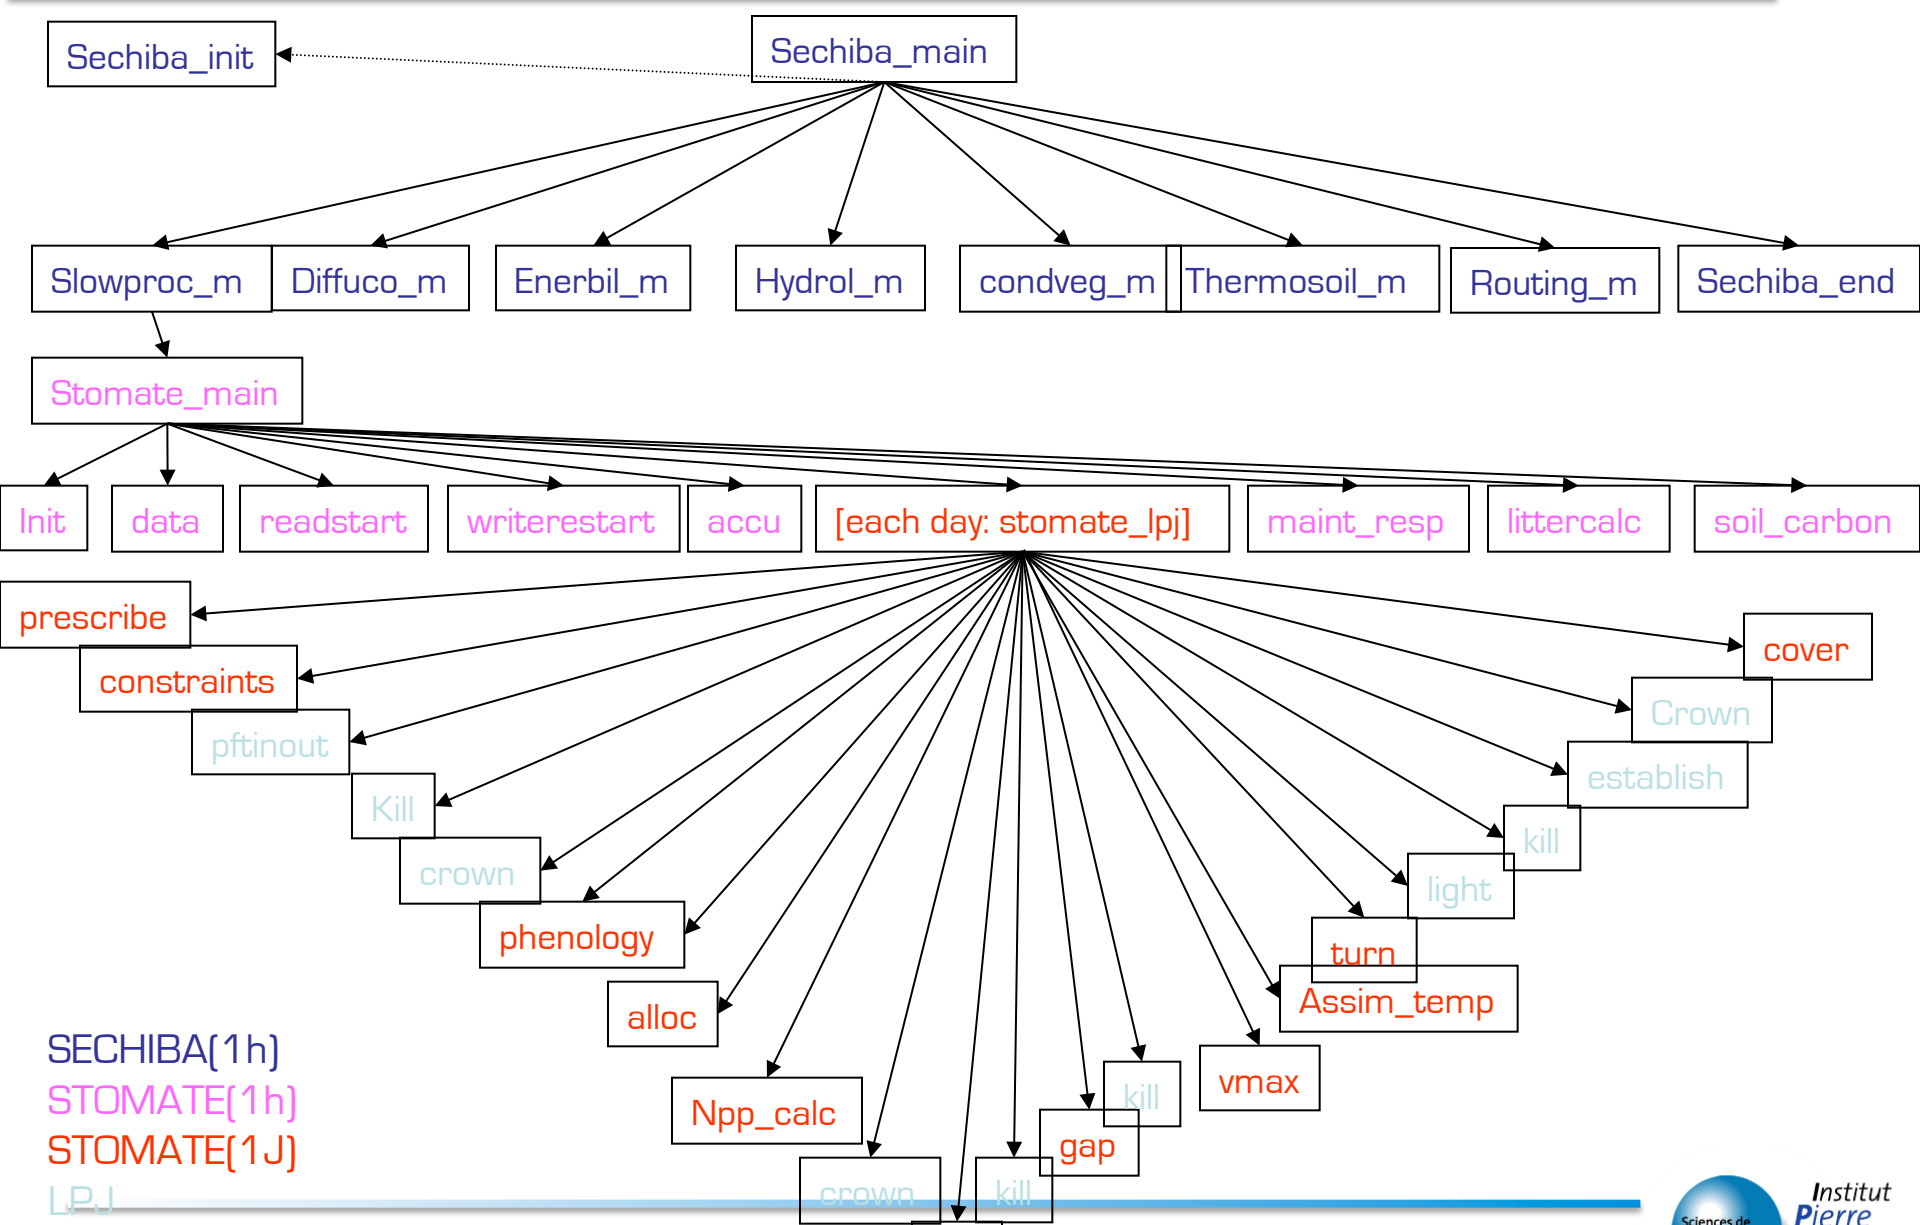 Sechiba_init
Sechiba_main
Slowproc_m
Diffuco_m
Enerbil_m
Hydrol_m
condveg_m
Thermosoil_m
Routing_m
Sechiba_end
Stomate_main
Init
data
readstart
writerestart
accu
[each day: stomate_lpj]
maint_resp
littercalc
soil_carbon
prescribe
constraints
pftinout
Kill
crown
phenology
alloc
Npp_calc
crown
kill
gap
kill
vmax
Assim_temp
turn
light
kill
establish
Crown
cover
SECHIBA(1h)
STOMATE(1h)
STOMATE(1J)
LPJ
Institut
Pierre
Sciences de